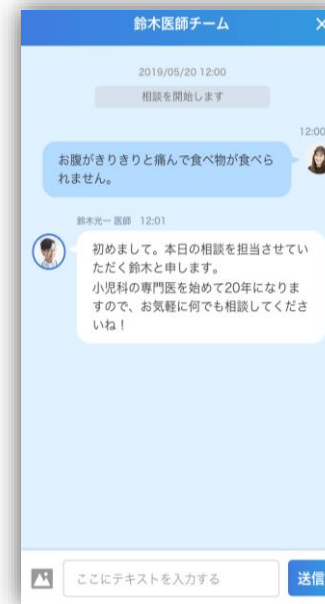 鈴木医師チーム
2019/05/20 12:00
相談を開始します
12:00
お腹がきりきりと痛んで食べ物が食べら
れません。
鈴木光一 医師 12:01
初めまして。本日の相談を担当させてい
ただく鈴木と申します。
小児科の専門医を始めて20年になりま
すので、お気軽に何でも相談してくださ
いね！
ここにテキストを入力する
送信